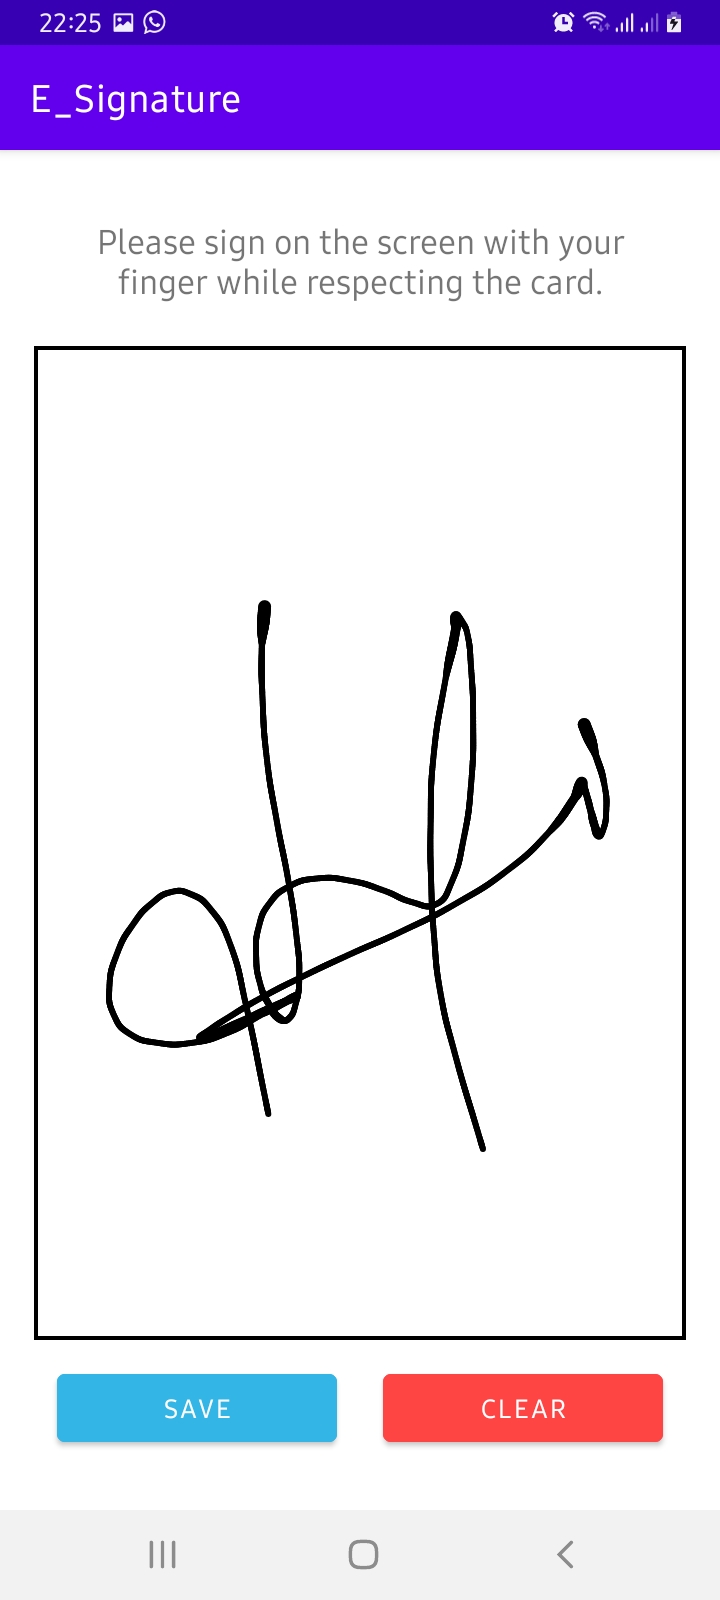 22:25
E_Signature
Please sign on the screen with your
finger while respecting the card.
SAVE CLEAR